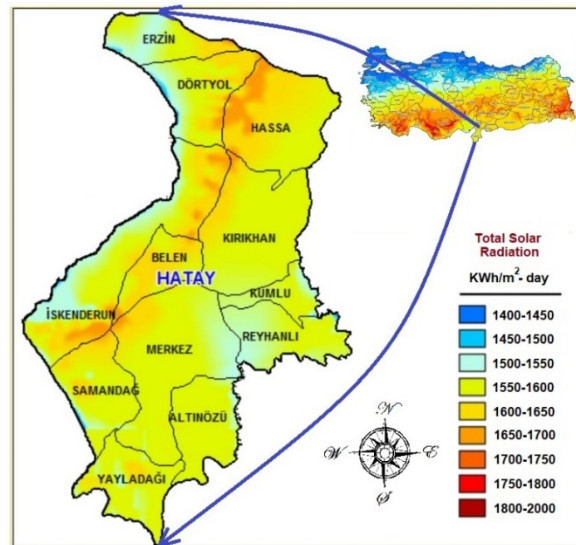 ERZİN
DÖRTYOL
HASSA
KIRIKHAN
BELEN
HATAY
KUMLU
İSKENDERUN
REYHANLI
MERKEZ
SAMANDAĞ
ALTINÖZÜ
YAYLADAĞI
N
W E
S
Total Solar
Radiation
KWh/m²- day
1400-1450
1450-1500
1500-1550
1550-1600
1600-1650
1650-1700
1700-1750
1750-1800
1800-2000